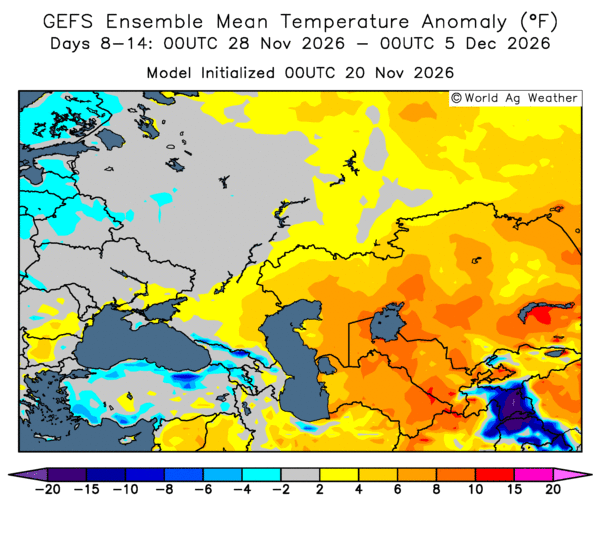 GEFS Ensemble Mean Temperature Anomaly (°F)
Days 8-14: 00UTC 28 Nov 2026 - 00UTC 5 Dec 2026
Model Initialized 00UTC 20 Nov 2026
©World Ag Weather
-20 -15 -10 -8 -6 -4 -2 2 4 6 8 10 15 20